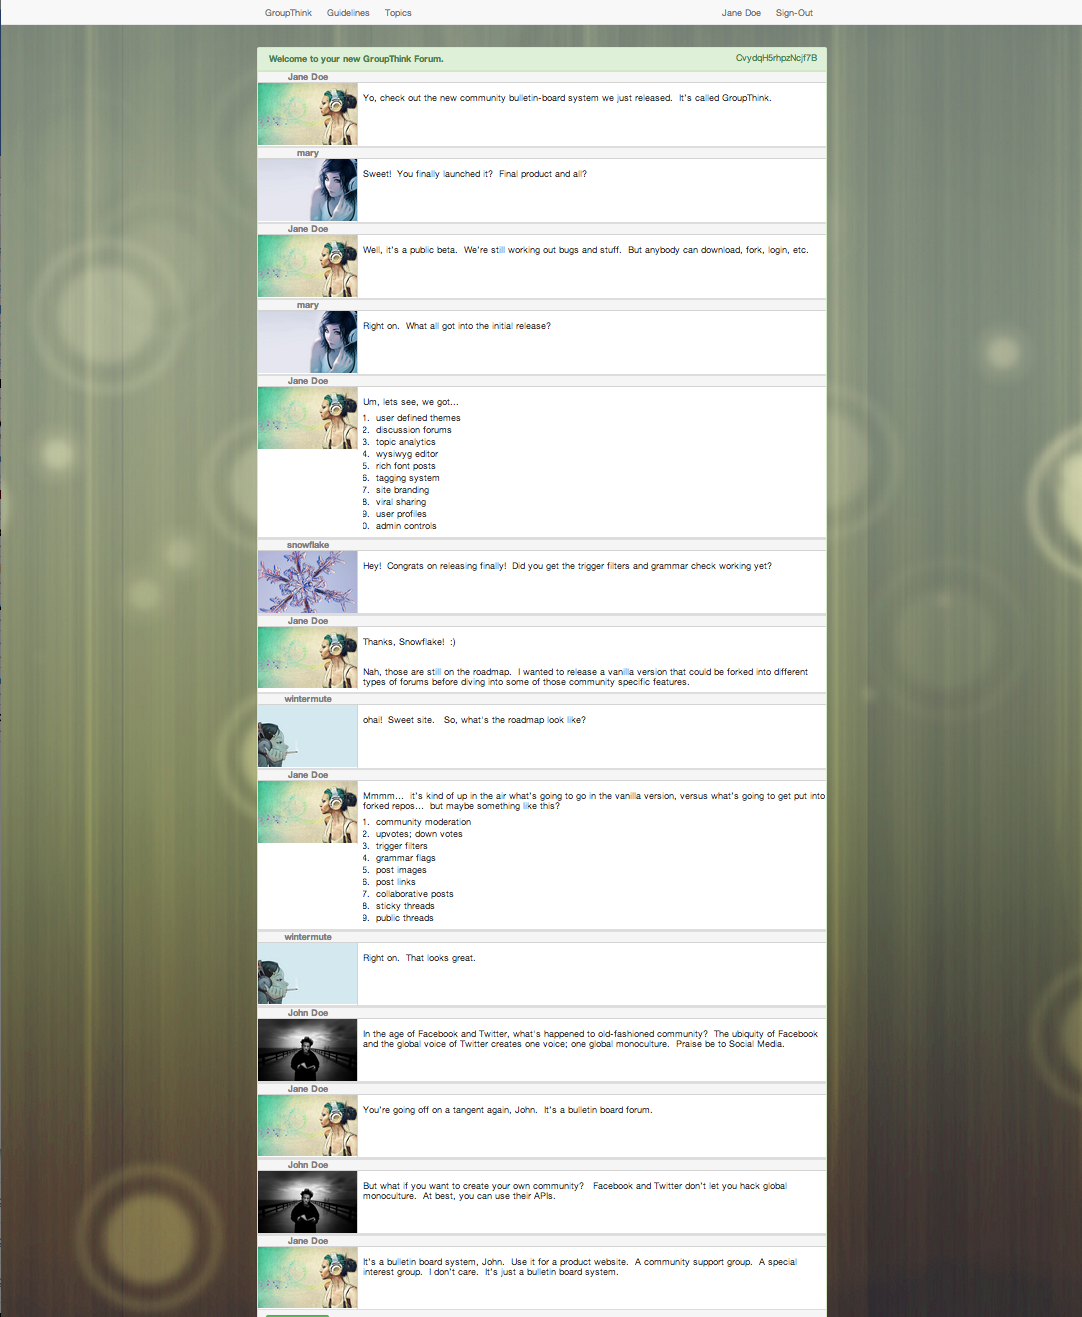 GroupThink Guidelines Topics Jane Doe Sign-Out
Welcome to your new GroupThink Forum. CvydqH5rhpzNcjf7B
Jane Doe
Yo, check out the new community bulletin-board system we just released. It's called GroupThink.
mary
Sweet! You finally launched it? Final product and all?
Jane Doe
Well, it's a public beta. We're still working out bugs and stuff. But anybody can download, fork, login, etc.
mary
Right on. What all got into the initial release?
Jane Doe
Um, lets see, we got...
1. user defined themes
2. discussion forums
3. topic analytics
4. wysiwyg editor
5. rich font posts
6. tagging system
7. site branding
8. viral sharing
9. user profiles
0. admin controls
snowflake
Hey! Congrats on releasing finally! Did you get the trigger filters and grammar check working yet?
Jane Doe
Thanks, Snowflake! :)
Nah, those are still on the roadmap. I wanted to release a vanilla version that could be forked into different
types of forums before diving into some of those community specific features.
wintermute
ohai! Sweet site. So, what's the roadmap look like?
Jane Doe
Mmmm... it's kind of up in the air what's going to go in the vanilla version, versus what's going to get put into
forked repos... but maybe something like this?
1. community moderation
2. upvotes; down votes
3. trigger filters
4. grammar flags
5. post images
6. post links
7. collaborative posts
8. sticky threads
9. public threads
wintermute
Right on. That looks great.
John Doe
In the age of Facebook and Twitter, what's happened to old-fashioned community? The ubiquity of Facebook
and the global voice of Twitter creates one voice; one global monoculture. Praise be to Social Media.
Jane Doe
You're going off on a tangent again, John. It's a bulletin board forum.
John Doe
But what if you want to create your own community? Facebook and Twitter don't let you hack global
monoculture. At best, you can use their APIs.
Jane Doe
It's a bulletin board system, John. Use it for a product website. A community support group. A special
interest group. I don't care. It's just a bulletin board system.